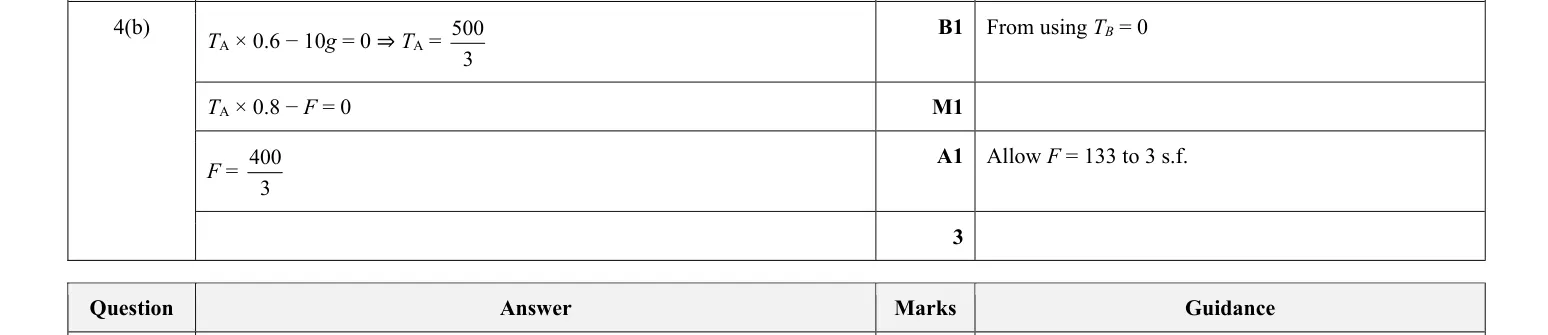 4(b) T_A × 0.6 − 10g = 0 ⇒ T_A = 500/3 B1 From using T_B = 0
T_A × 0.8 − F = 0 M1
F = 400/3 A1 Allow F = 133 to 3 s.f.
3
Question Answer Marks Guidance